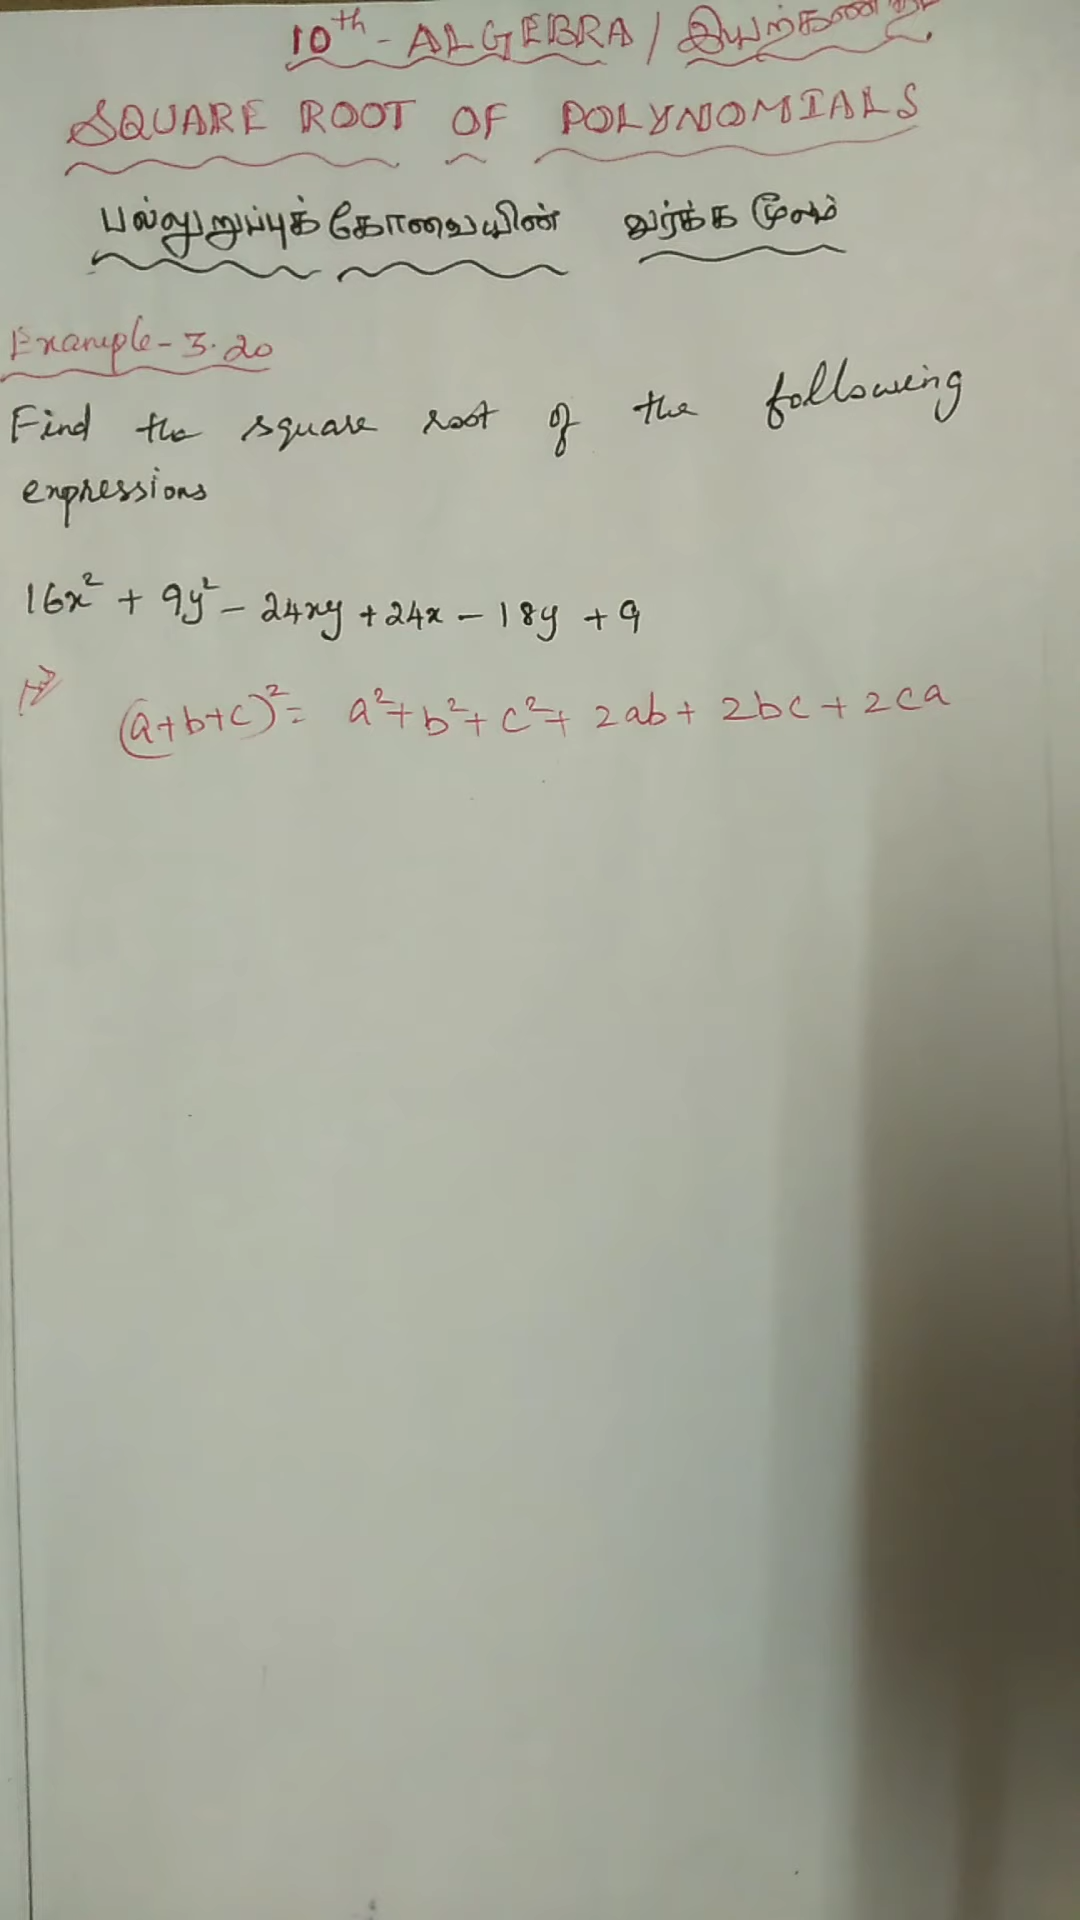 10th - ALGEBRA / இயற்கணிதம்
SQUARE ROOT OF POLYNOMIALS
பல்லுறுப்புக் கோவையின் வர்க்க மூலம்
Example - 3.20
Find the square root of the following
expressions
16x² + 9y² - 24xy + 24x - 18y + 9
(a+b+c)² = a² + b² + c² + 2ab + 2bc + 2ca